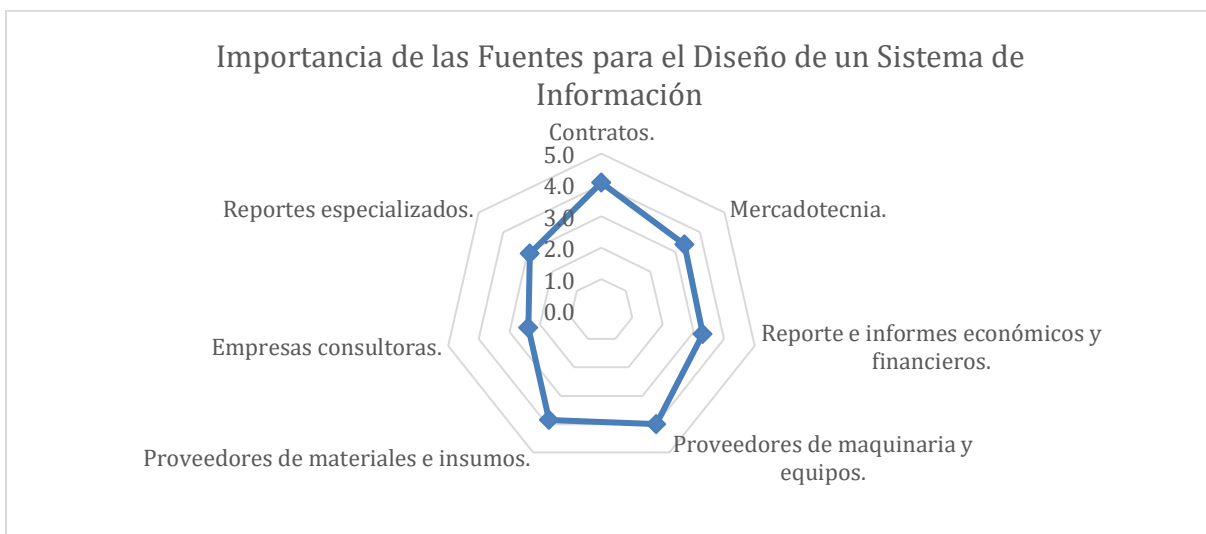 Importancia de las Fuentes para el Diseño de un Sistema de
Información
Contratos.
5.0
4.0
3.0
2.0
1.0
0.0
Mercadotecnia.
Reporte e informes económicos y
financieros.
Proveedores de maquinaria y
equipos.
Proveedores de materiales e insumos.
Empresas consultoras.
Reportes especializados.